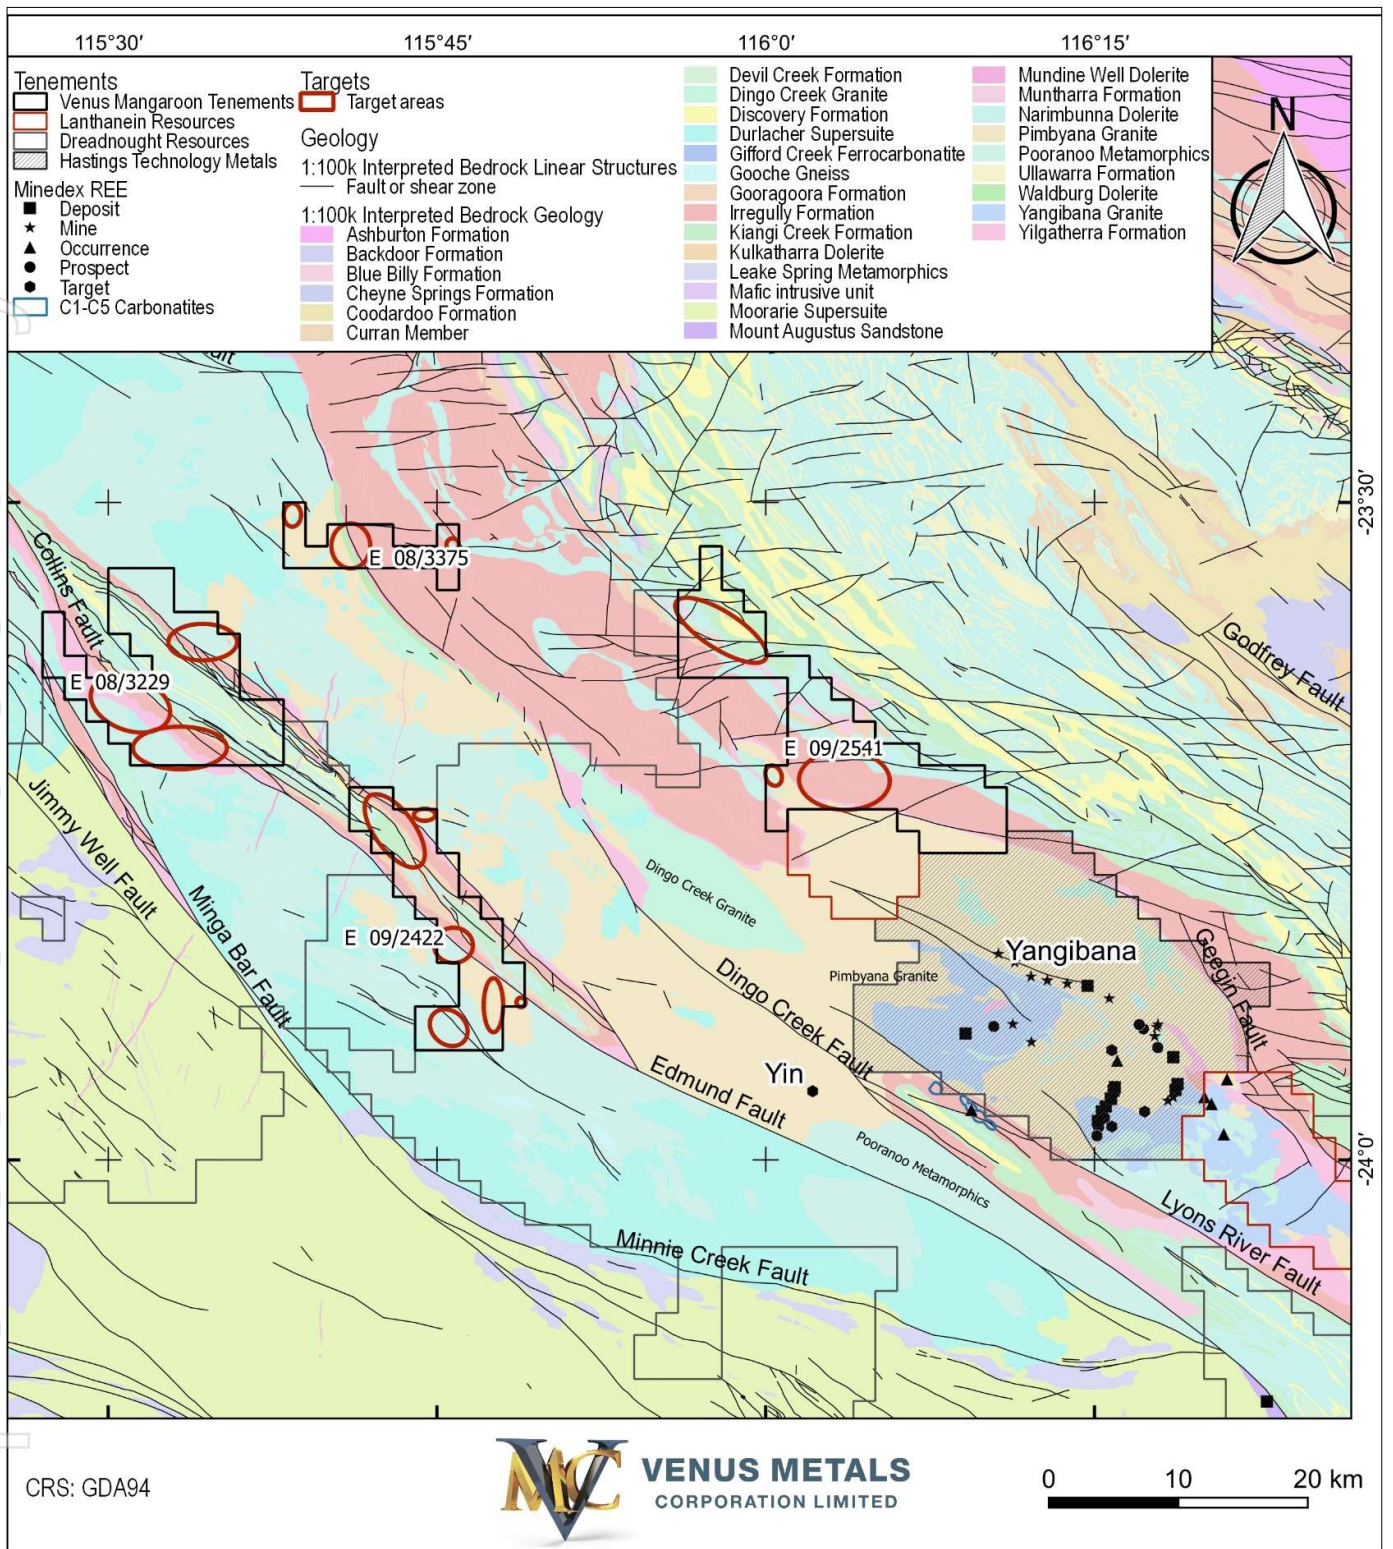 115°30'
115°45'
116°0'
116°15'
Tenements
Venus Mangaroon Tenements
Lanthanein Resources
Dreadnought Resources
Hastings Technology Metals
Minedex REE
Deposit
Mine
Occurrence
Prospect
Target
C1-C5 Carbonatites
Targets
Target areas
Geology
1:100k Interpreted Bedrock Linear Structures
Fault or shear zone
1:100k Interpreted Bedrock Geology
Ashburton Formation
Backdoor Formation
Blue Billy Formation
Cheyne Springs Formation
Coodardoo Formation
Curran Member
Devil Creek Formation
Dingo Creek Granite
Discovery Formation
Durlacher Supersuite
Gifford Creek Ferrocarbonatite
Gooche Gneiss
Gooragoora Formation
Irregully Formation
Kiangi Creek Formation
Kulkatharra Dolerite
Leake Spring Metamorphics
Mafic intrusive unit
Moorarie Supersuite
Mount Augustus Sandstone
Mundine Well Dolerite
Muntharra Formation
Narimbunna Dolerite
Pimbyana Granite
Pooranoo Metamorphics
Ullawarra Formation
Waldburg Dolerite
Yangibana Granite
Yilgatherra Formation
N
-23°30'
E 08/3375
Collins Fault
Godfrey Fault
E 08/3229
E 09/2541
Jimmy Well Fault
Dingo Creek Granite
Minga Bar Fault
E 09/2422
Yangibana
Geegin Fault
Pimbyana Granite
Dingo Creek Fault
Yin
Edmund Fault
Pooranoo Metamorphics
-24°0'
Lyons River Fault
Minnie Creek Fault
CRS: GDA94
VMC
VENUS METALS
CORPORATION LIMITED
0 10 20 km